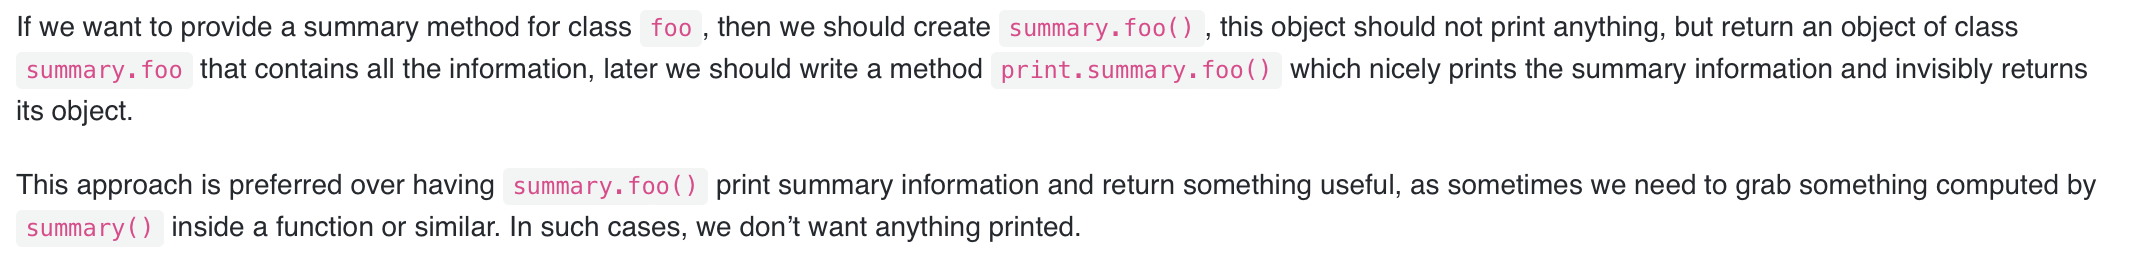 If we want to provide a summary method for class foo, then we should create summary.foo(), this object should not print anything, but return an object of class
summary.foo that contains all the information, later we should write a method print.summary.foo() which nicely prints the summary information and invisibly returns
its object.
This approach is preferred over having summary.foo() print summary information and return something useful, as sometimes we need to grab something computed by
summary() inside a function or similar. In such cases, we don’t want anything printed.